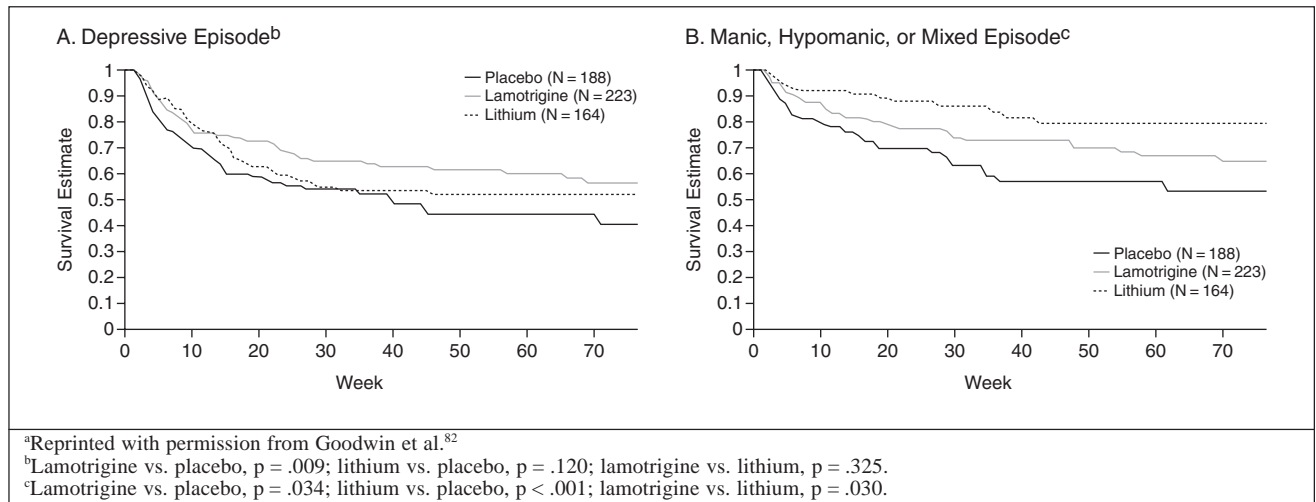 A. Depressive Episodeᵇ
Placebo (N = 188)
Lamotrigine (N = 223)
Lithium (N = 164)
Survival Estimate
1
0.9
0.8
0.7
0.6
0.5
0.4
0.3
0.2
0.1
0
0 10 20 30 40 50 60 70
Week
B. Manic, Hypomanic, or Mixed Episodeᶜ
Survival Estimate
1
0.9
0.8
0.7
0.6
0.5
0.4
0.3
0.2
0.1
0
Placebo (N = 188)
Lamotrigine (N = 223)
Lithium (N = 164)
0 10 20 30 40 50 60 70
Week
ᵃReprinted with permission from Goodwin et al.⁸²
ᵇLamotrigine vs. placebo, p = .009; lithium vs. placebo, p = .120; lamotrigine vs. lithium, p = .325.
ᶜLamotrigine vs. placebo, p = .034; lithium vs. placebo, p < .001; lamotrigine vs. lithium, p = .030.